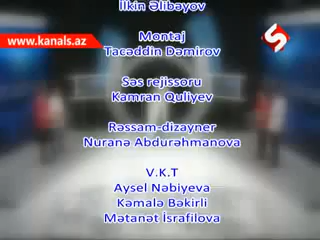 İlkin Əlibəyov
Montaj
Tacəddin Dəmirov
www.kanals.az
Səs rejissoru
Kamran Quliyev
Rəssam-dizayner
Nuranə Abdurəhmanova
V.K.T
Aysel Nəbiyeva
Kəmalə Bəkirli
Mətanət İsrafilova